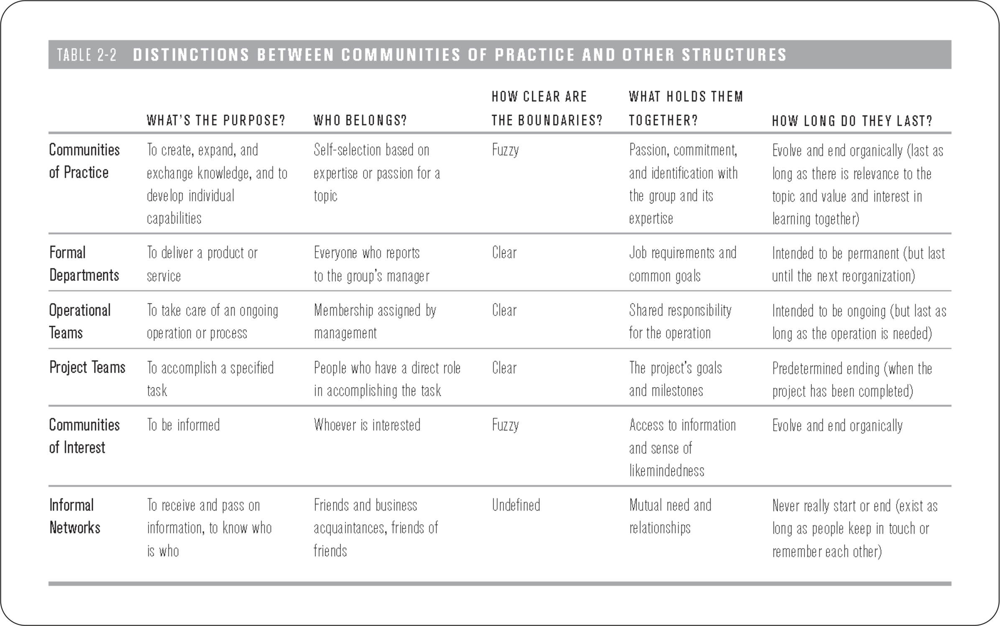 TABLE 2-2 DISTINCTIONS BETWEEN COMMUNITIES OF PRACTICE AND OTHER STRUCTURES
WHAT'S THE PURPOSE?
WHO BELONGS?
HOW CLEAR ARE
THE BOUNDARIES?
WHAT HOLDS THEM
TOGETHER?
HOW LONG DO THEY LAST?
Communities
of Practice
To create, expand, and
exchange knowledge, and to
develop individual
capabilities
Self-selection based on
expertise or passion for a
topic
Fuzzy
Passion, commitment,
and identification with
the group and its
expertise
Evolve and end organically (last as
long as there is relevance to the
topic and value and interest in
learning together)
Formal
Departments
To deliver a product or
service
Everyone who reports
to the group's manager
Clear
Job requirements and
common goals
Intended to be permanent (but last
until the next reorganization)
Operational
Teams
To take care of an ongoing
operation or process
Membership assigned by
management
Clear
Shared responsibility
for the operation
Intended to be ongoing (but last as
long as the operation is needed)
Project Teams
To accomplish a specified
task
People who have a direct role
in accomplishing the task
Clear
The project's goals
and milestones
Predetermined ending (when the
project has been completed)
Communities
of Interest
To be informed
Whoever is interested
Fuzzy
Access to information
and sense of
likemindedness
Evolve and end organically
Informal
Networks
To receive and pass on
information, to know who
is who
Friends and business
acquaintances, friends of
friends
Undefined
Mutual need and
relationships
Never really start or end (exist as
long as people keep in touch or
remember each other)